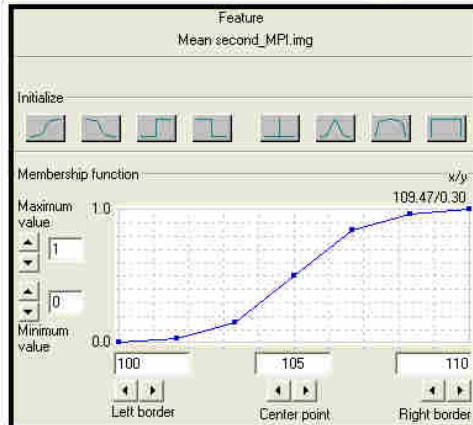 Feature
Mean second_MPI.img
Initialize
Membership function
x/y
109.47/0.30
Maximum
value
1.0
1
0
Minimum
value
0.0
100
105
110
Left border
Center point
Right border